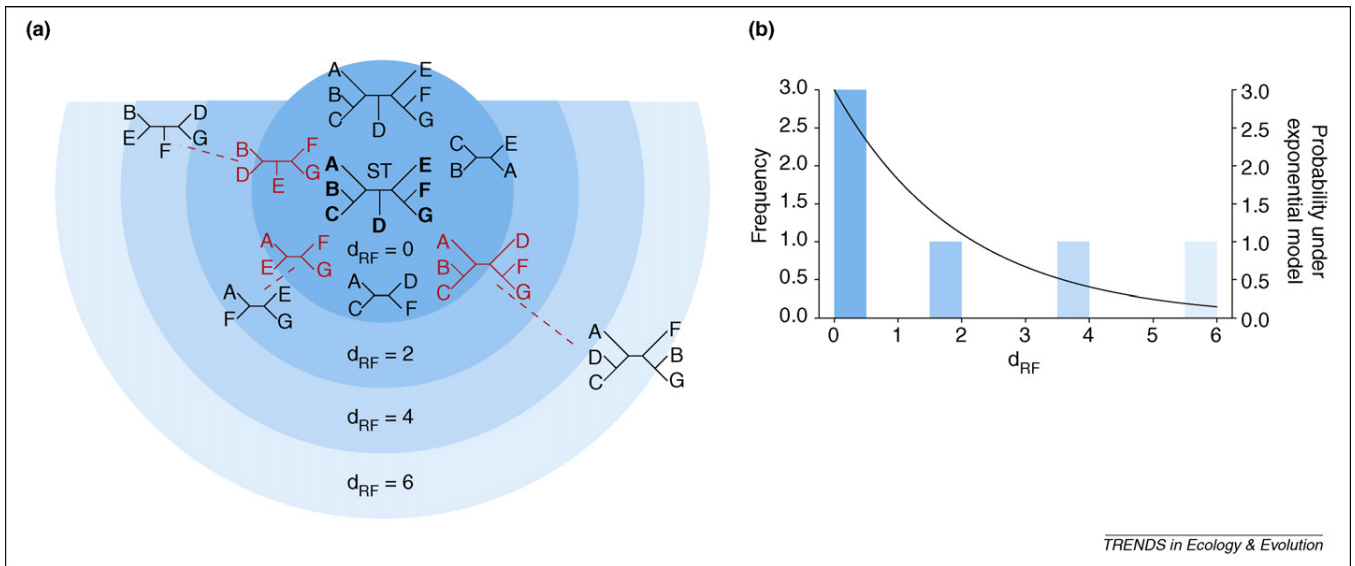 (a)
A E
B F
C G
D
B D
E G
F
B F
D G
E
A ST E
B F
C G
D
C E
B A
A F
E G
d_RF = 0
A D
B F
C G
A E
F G
A D
C F
A F
D B
C G
d_RF = 2
d_RF = 4
d_RF = 6
(b)
3.0
2.5
2.0
1.5
1.0
0.5
0.0
Frequency
0 1 2 3 4 5 6
d_RF
3.0
2.5
2.0
1.5
1.0
0.5
0.0
Probability under
exponential model
TRENDS in Ecology & Evolution